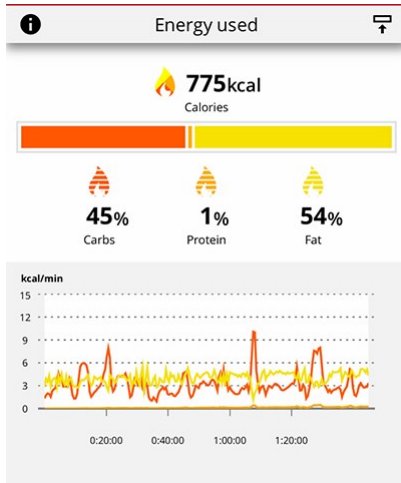 Energy used
775kcal
Calories
45% 1% 54%
Carbs Protein Fat
kcal/min
15
12
9
6
3
0
0:20:00 0:40:00 1:00:00 1:20:00